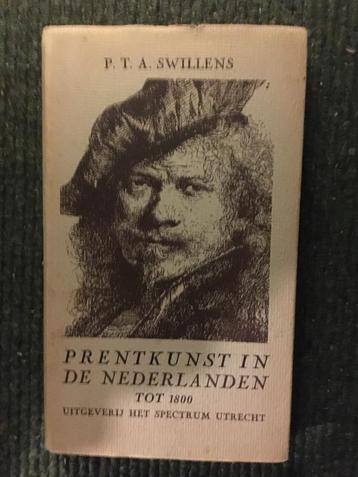 P. T. A. SWILLENS
PRENTKUNST IN
DE NEDERLANDEN
TOT 1800
UITGEVERIJ HET SPECTRUM UTRECHT